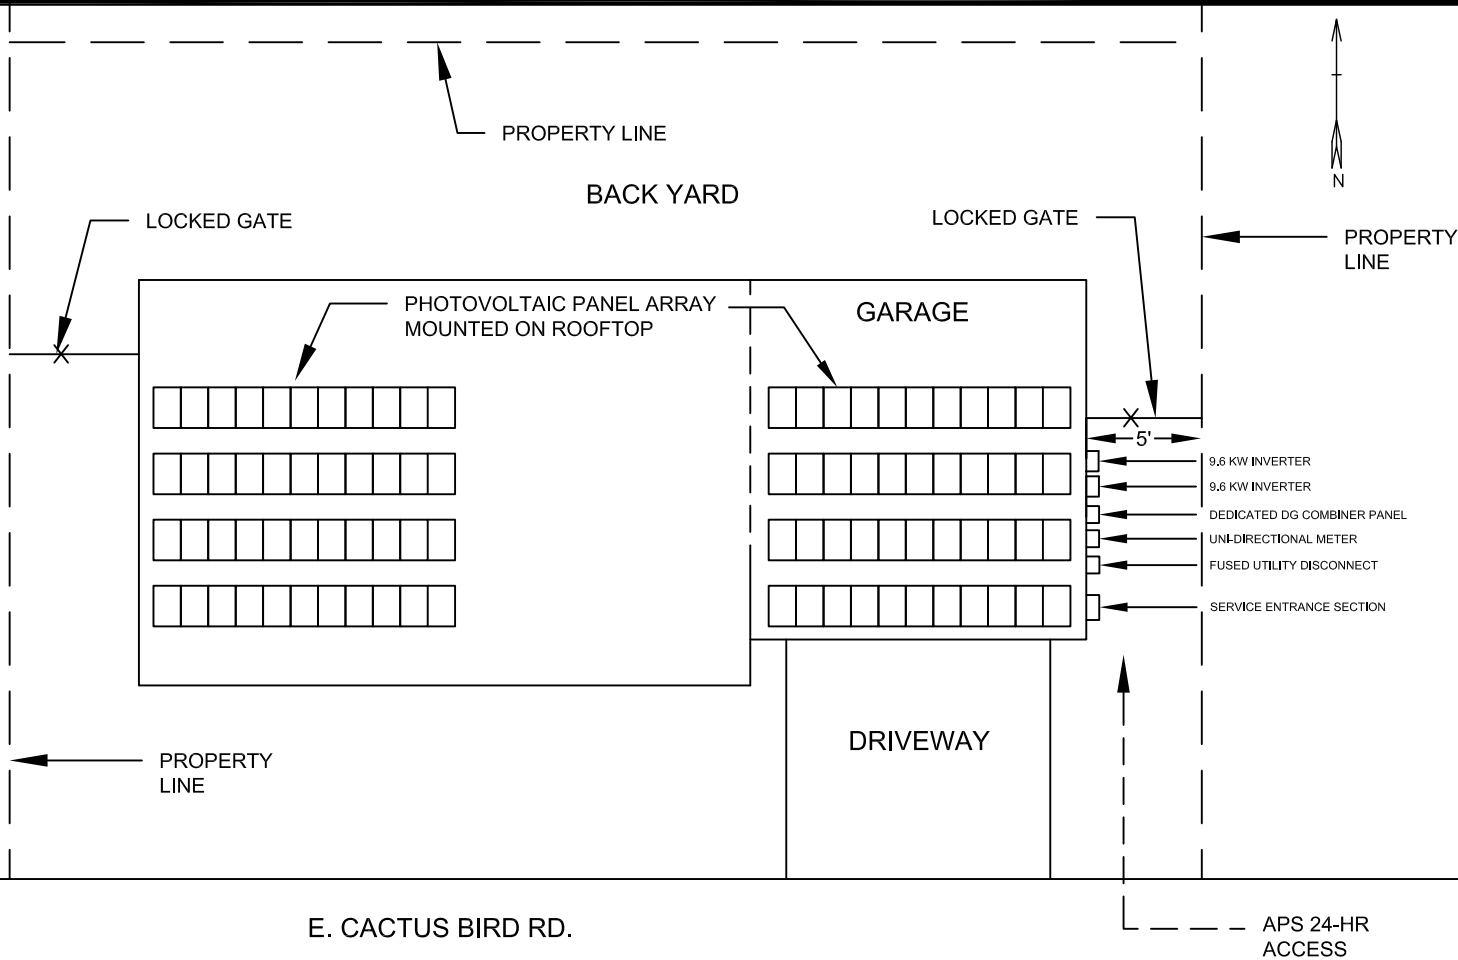 PROPERTY LINE
N
BACK YARD
LOCKED GATE
LOCKED GATE
PROPERTY
LINE
PHOTOVOLTAIC PANEL ARRAY
MOUNTED ON ROOFTOP
GARAGE
5'
9.6 KW INVERTER
9.6 KW INVERTER
DEDICATED DG COMBINER PANEL
UNI-DIRECTIONAL METER
FUSED UTILITY DISCONNECT
SERVICE ENTRANCE SECTION
DRIVEWAY
PROPERTY
LINE
E. CACTUS BIRD RD.
APS 24-HR
ACCESS